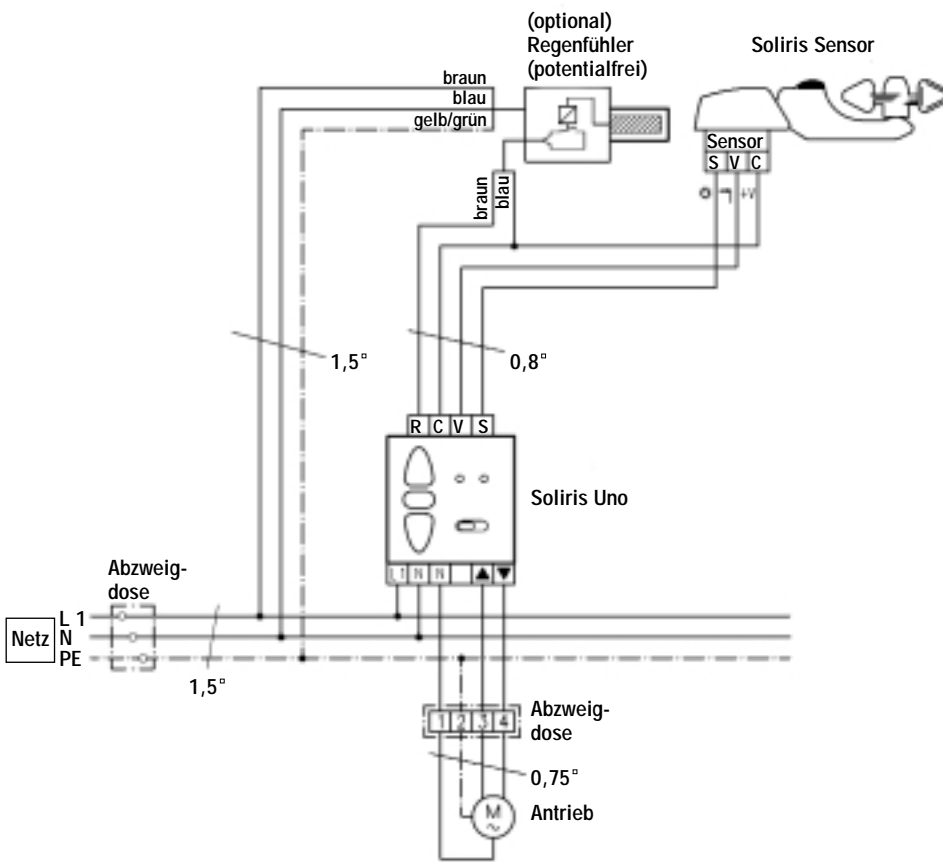 (optional)
Regenfühler
(potentialfrei)
Soliris Sensor
braun
blau
gelb/grün
Sensor
S V C
+V
braun
blau
1,5□
0,8□
R C V S
Soliris Uno
L1 N N ▲ ▼
Abzweig-
dose
Netz
L 1
N
PE
1,5□
1 2 3 4
Abzweig-
dose
0,75□
M
~
Antrieb